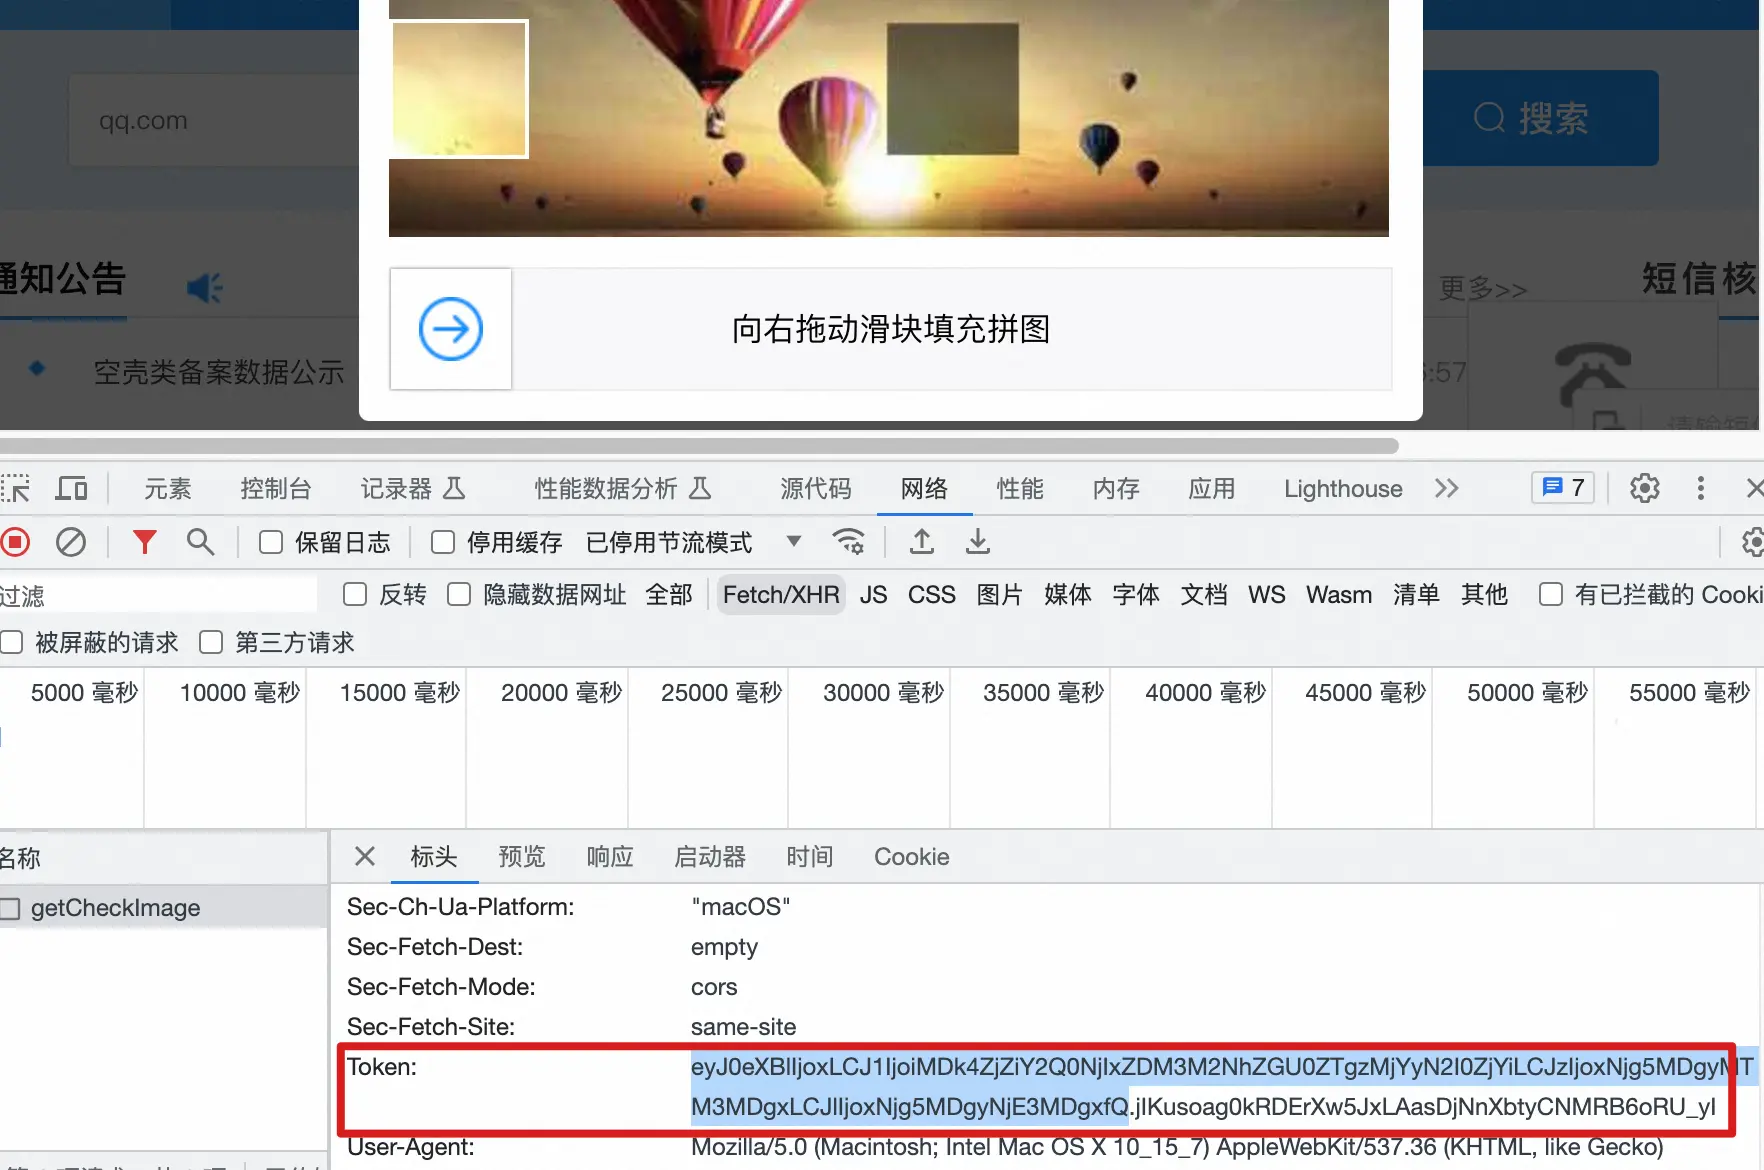 qq.com
搜索
通知公告
更多>>
短信核
空壳类备案数据公示
:57
向右拖动滑块填充拼图
元素 控制台 记录器 性能数据分析 源代码 网络 性能 内存 应用 Lighthouse 7
保留日志 停用缓存 已停用节流模式
过滤 反转 隐藏数据网址 全部 Fetch/XHR JS CSS 图片 媒体 字体 文档 WS Wasm 清单 其他 有已拦截的 Cooki
被屏蔽的请求 第三方请求
5000 毫秒 10000 毫秒 15000 毫秒 20000 毫秒 25000 毫秒 30000 毫秒 35000 毫秒 40000 毫秒 45000 毫秒 50000 毫秒 55000 毫秒
名称 标头 预览 响应 启动器 时间 Cookie
getCheckImage
Sec-Ch-Ua-Platform: "macOS"
Sec-Fetch-Dest: empty
Sec-Fetch-Mode: cors
Sec-Fetch-Site: same-site
Token: eyJ0eXBlIjoxLCJ1IjoiMDk4ZjZiY2Q0NjIxZDM3M2NhZGU0ZTgzMjYyN2I0ZjYiLCJzIjoxNjg5MDgyMT
M3MDgxLCJlIjoxNjg5MDgyNjE3MDgxfQ.jIKusoag0kRDErXw5JxLAasDjNnXbtyCNMRB6oRU_yI
User-Agent: Mozilla/5.0 (Macintosh; Intel Mac OS X 10_15_7) AppleWebKit/537.36 (KHTML, like Gecko)